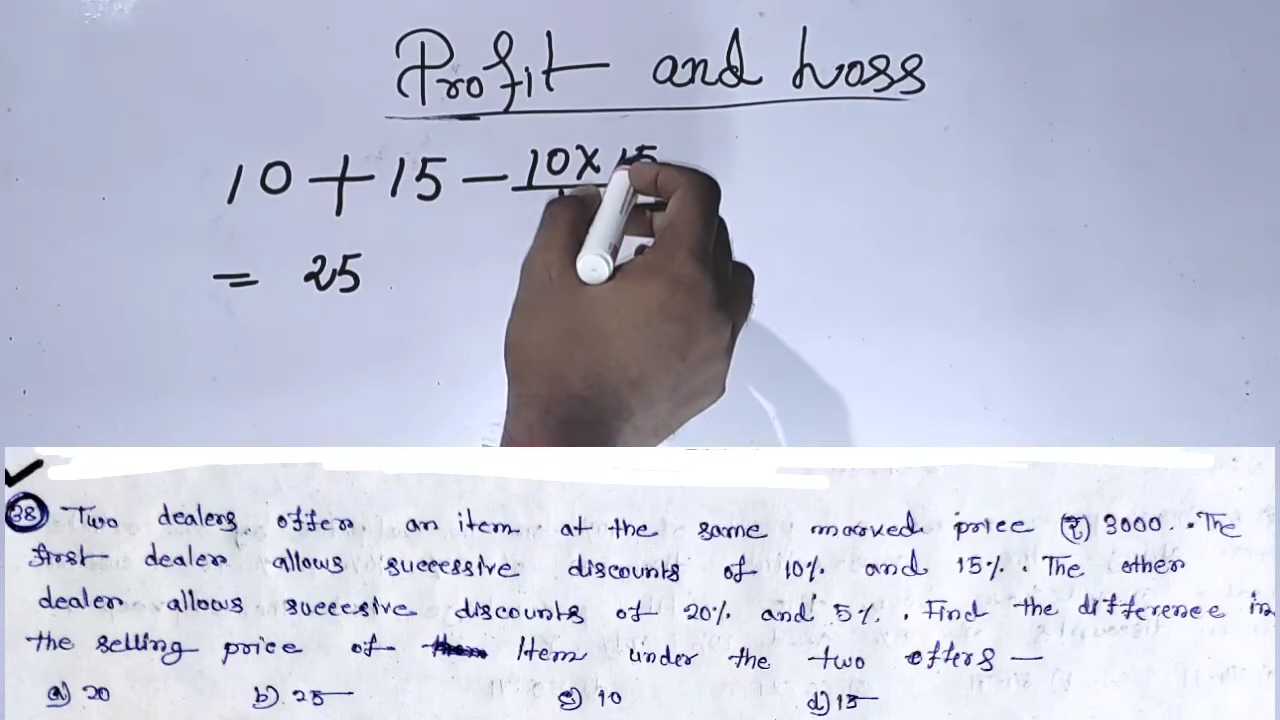 Profit and Loss
10 + 15 - 10 × 15
= 25
38 Two dealers offer an item at the same marked price (₹) 3000. The
first dealer allows successive discounts of 10% and 15%. The other
dealer allows succesive discounts of 20% and 5%. Find the difference in
the selling price of Item under the two offers —
a) 20 b) 25 c) 10 d) 15